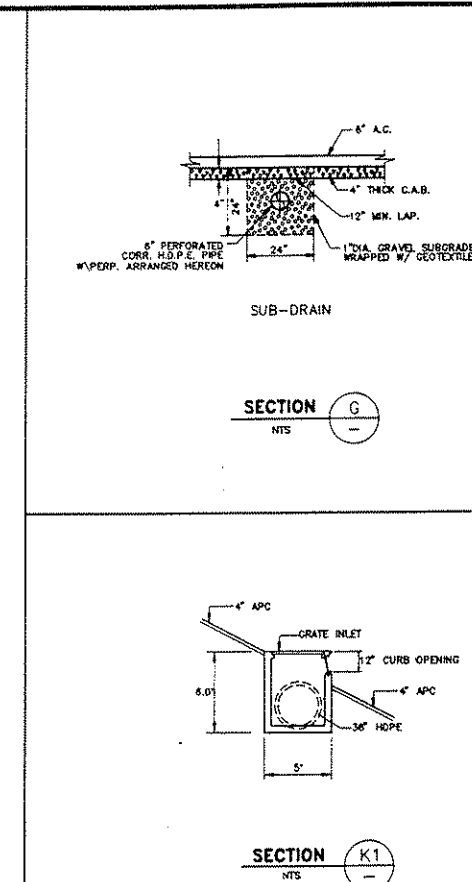 6" A.C.
4" THICK C.A.B.
12" MIN. LAP.
4"
24"
6" PERFORATED
CORR. H.D.P.E. PIPE
W\PERP. ARRANGED HEREON
24"
1"DIA. GRAVEL SUBGRADE
WRAPPED W/ GEOTEXTILE
SUB-DRAIN
SECTION G
NTS –
4" APC
GRATE INLET
12" CURB OPENING
4" APC
6.0'
36" HDPE
5'
SECTION K1
NTS –